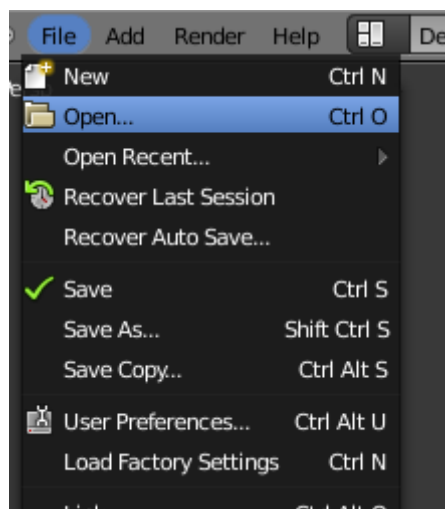 File Add Render Help De
New Ctrl N
Open... Ctrl O
Open Recent...
Recover Last Session
Recover Auto Save...
Save Ctrl S
Save As... Shift Ctrl S
Save Copy... Ctrl Alt S
User Preferences... Ctrl Alt U
Load Factory Settings Ctrl N